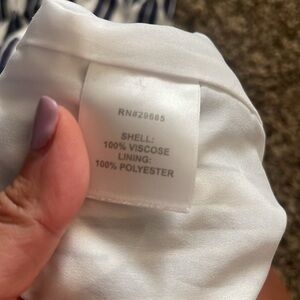 RN#29685
SHELL:
100% VISCOSE
LINING:
100% POLYESTER